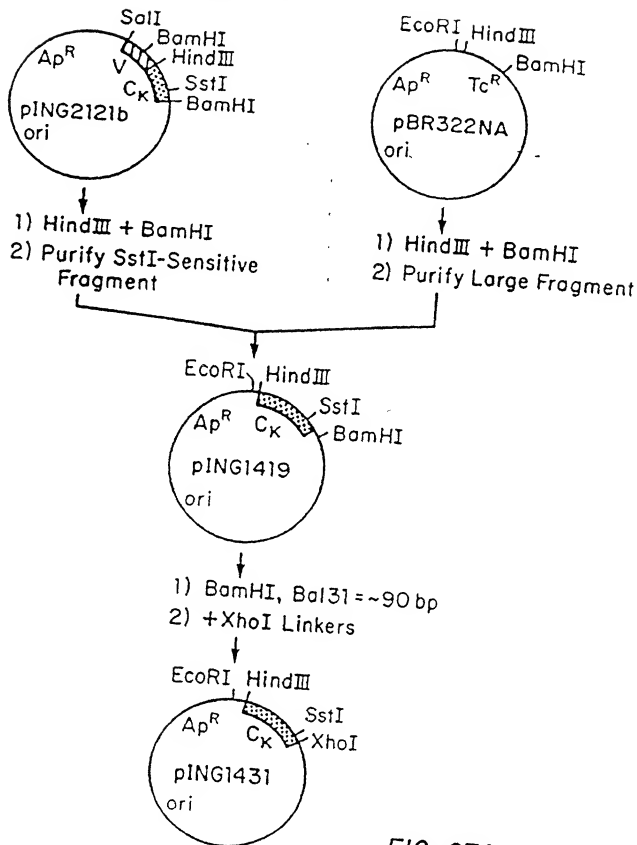 SalI
BamHI
HindIII
SstI
BamHI
Ap^R
V
C_K
pING2121b
ori
EcoRI
HindIII
BamHI
Ap^R
Tc^R
pBR322NA
ori
1) HindIII + BamHI
2) Purify SstI-Sensitive
Fragment
1) HindIII + BamHI
2) Purify Large Fragment
EcoRI
HindIII
SstI
BamHI
Ap^R
C_K
pING1419
ori
1) BamHI, Bal31 = ~90 bp
2) +XhoI Linkers
EcoRI
HindIII
SstI
XhoI
Ap^R
C_K
pING1431
ori
FIG.